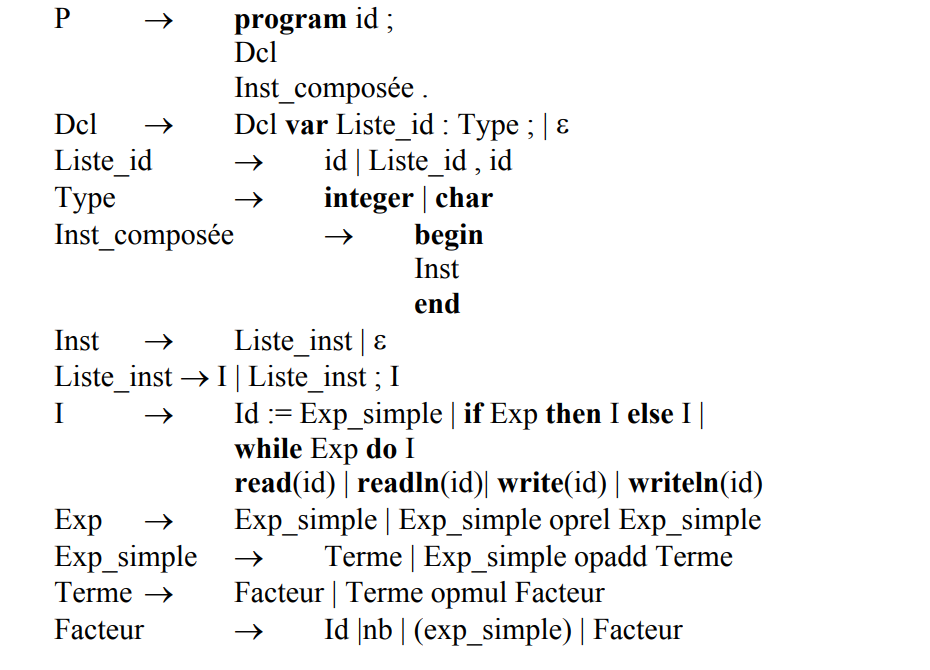 P → program id ;
Dcl
Inst_composée .
Dcl → Dcl var Liste_id : Type ; | ε
Liste_id → id | Liste_id , id
Type → integer | char
Inst_composée → begin
Inst
end
Inst → Liste_inst | ε
Liste_inst → I | Liste_inst ; I
I → Id := Exp_simple | if Exp then I else I |
while Exp do I
read(id) | readln(id)| write(id) | writeln(id)
Exp → Exp_simple | Exp_simple oprel Exp_simple
Exp_simple → Terme | Exp_simple opadd Terme
Terme → Facteur | Terme opmul Facteur
Facteur → Id |nb | (exp_simple) | Facteur